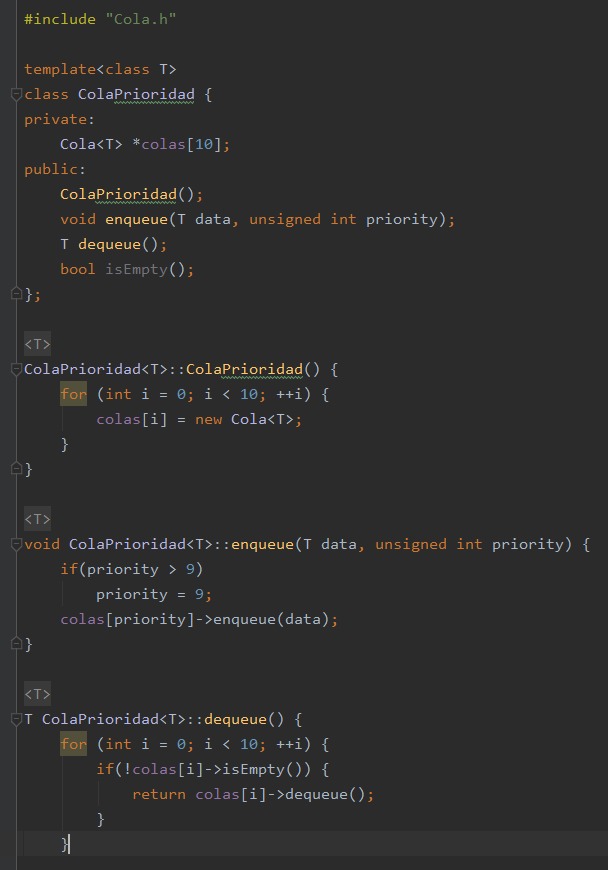 #include "Cola.h"
template<class T>
class ColaPrioridad {
private:
    Cola<T> *colas[10];
public:
    ColaPrioridad();
    void enqueue(T data, unsigned int priority);
    T dequeue();
    bool isEmpty();
};
<T>
ColaPrioridad<T>::ColaPrioridad() {
    for (int i = 0; i < 10; ++i) {
        colas[i] = new Cola<T>;
    }
}
<T>
void ColaPrioridad<T>::enqueue(T data, unsigned int priority) {
    if(priority > 9)
        priority = 9;
    colas[priority]->enqueue(data);
}
<T>
T ColaPrioridad<T>::dequeue() {
    for (int i = 0; i < 10; ++i) {
        if(!colas[i]->isEmpty()) {
            return colas[i]->dequeue();
        }
    }